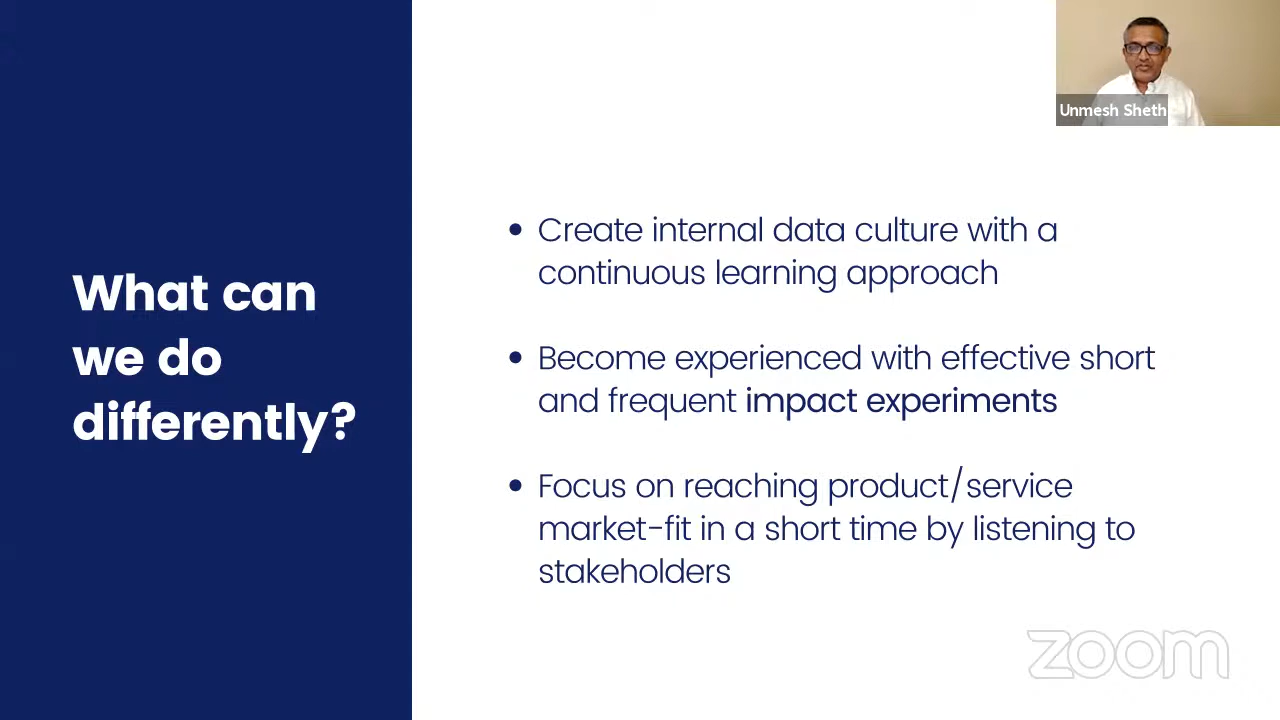 Unmesh Sheth
What can
we do
differently?
• Create internal data culture with a
continuous learning approach
• Become experienced with effective short
and frequent impact experiments
• Focus on reaching product/service
market-fit in a short time by listening to
stakeholders
zoom